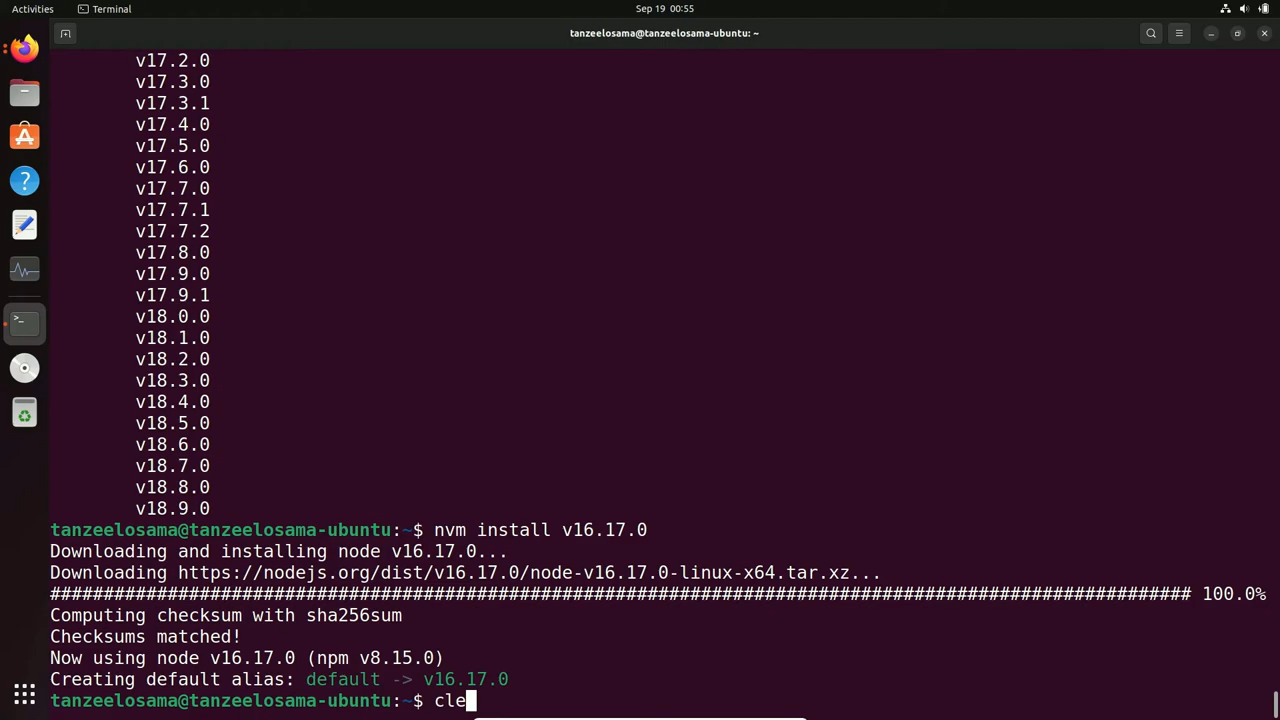 Activities Terminal Sep 19 00:55
tanzeelosama@tanzeelosama-ubuntu: ~
v17.2.0
v17.3.0
v17.3.1
v17.4.0
v17.5.0
v17.6.0
v17.7.0
v17.7.1
v17.7.2
v17.8.0
v17.9.0
v17.9.1
v18.0.0
v18.1.0
v18.2.0
v18.3.0
v18.4.0
v18.5.0
v18.6.0
v18.7.0
v18.8.0
v18.9.0
tanzeelosama@tanzeelosama-ubuntu:~$ nvm install v16.17.0
Downloading and installing node v16.17.0...
Downloading https://nodejs.org/dist/v16.17.0/node-v16.17.0-linux-x64.tar.xz...
########################################################################################################### 100.0%
Computing checksum with sha256sum
Checksums matched!
Now using node v16.17.0 (npm v8.15.0)
Creating default alias: default -> v16.17.0
tanzeelosama@tanzeelosama-ubuntu:~$ cle